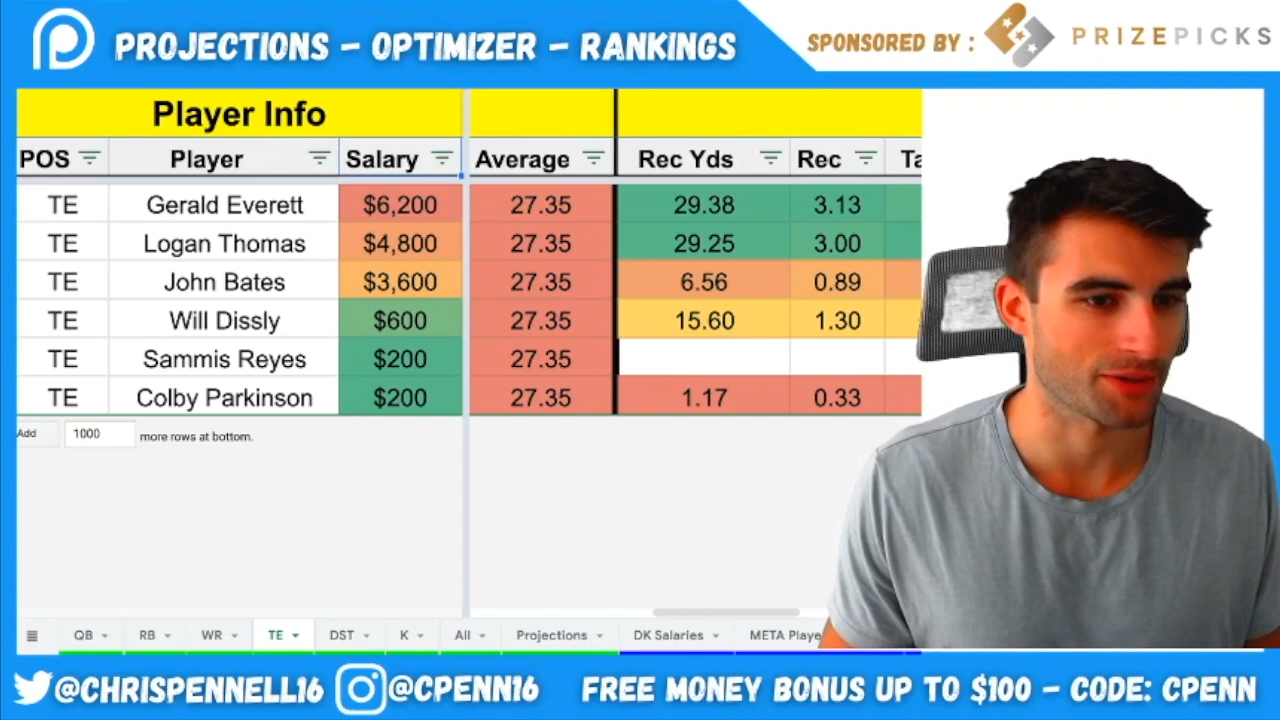 PROJECTIONS - OPTIMIZER - RANKINGS
SPONSORED BY :
PRIZEPICKS
Player Info
POS Player Salary Average Rec Yds Rec Ta
TE Gerald Everett $6,200 27.35 29.38 3.13
TE Logan Thomas $4,800 27.35 29.25 3.00
TE John Bates $3,600 27.35 6.56 0.89
TE Will Dissly $600 27.35 15.60 1.30
TE Sammis Reyes $200 27.35
TE Colby Parkinson $200 27.35 1.17 0.33
Add 1000 more rows at bottom.
QB RB WR TE DST K All Projections DK Salaries META Playe
@CHRISPENNELL16 @CPENN16 FREE MONEY BONUS UP TO $100 - CODE: CPENN